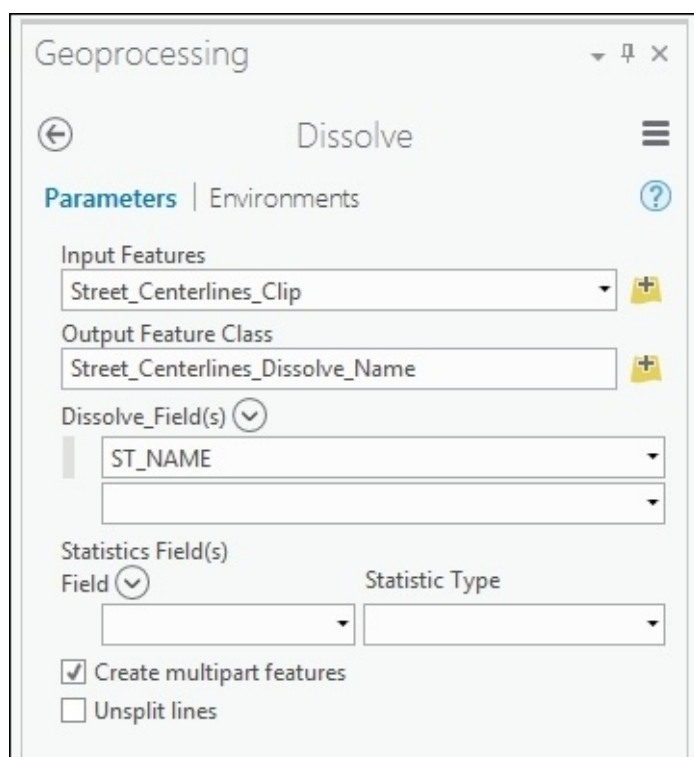 Geoprocessing
Dissolve
Parameters | Environments
Input Features
Street_Centerlines_Clip
Output Feature Class
Street_Centerlines_Dissolve_Name
Dissolve_Field(s)
ST_NAME
Statistics Field(s)
Field Statistic Type
Create multipart features
Unsplit lines